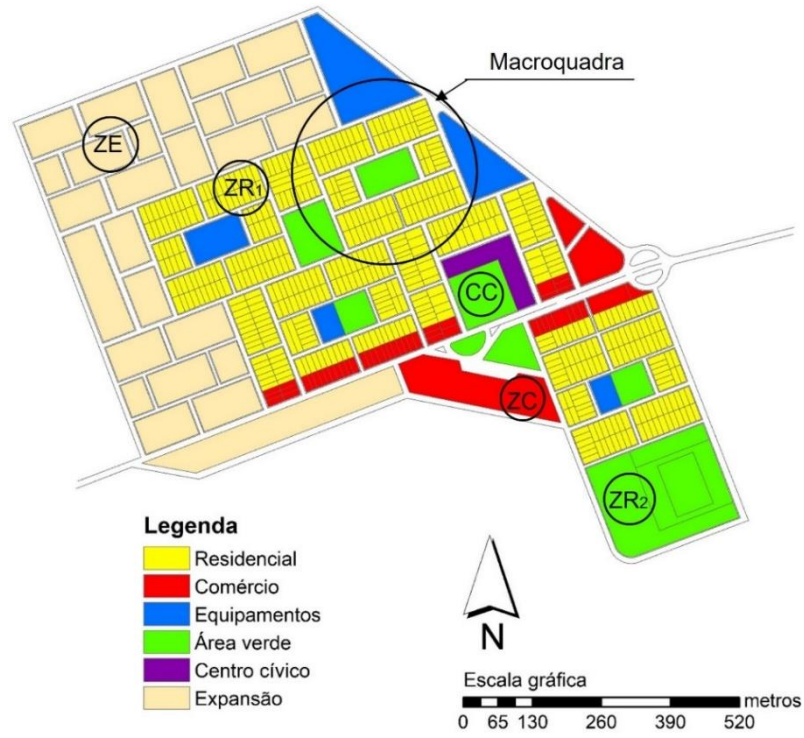 Macroquadra
ZE
ZR1
CC
ZC
ZR2
Legenda
Residencial
Comércio
Equipamentos
Área verde
Centro cívico
Expansão
N
Escala gráfica
metros
0 65 130 260 390 520